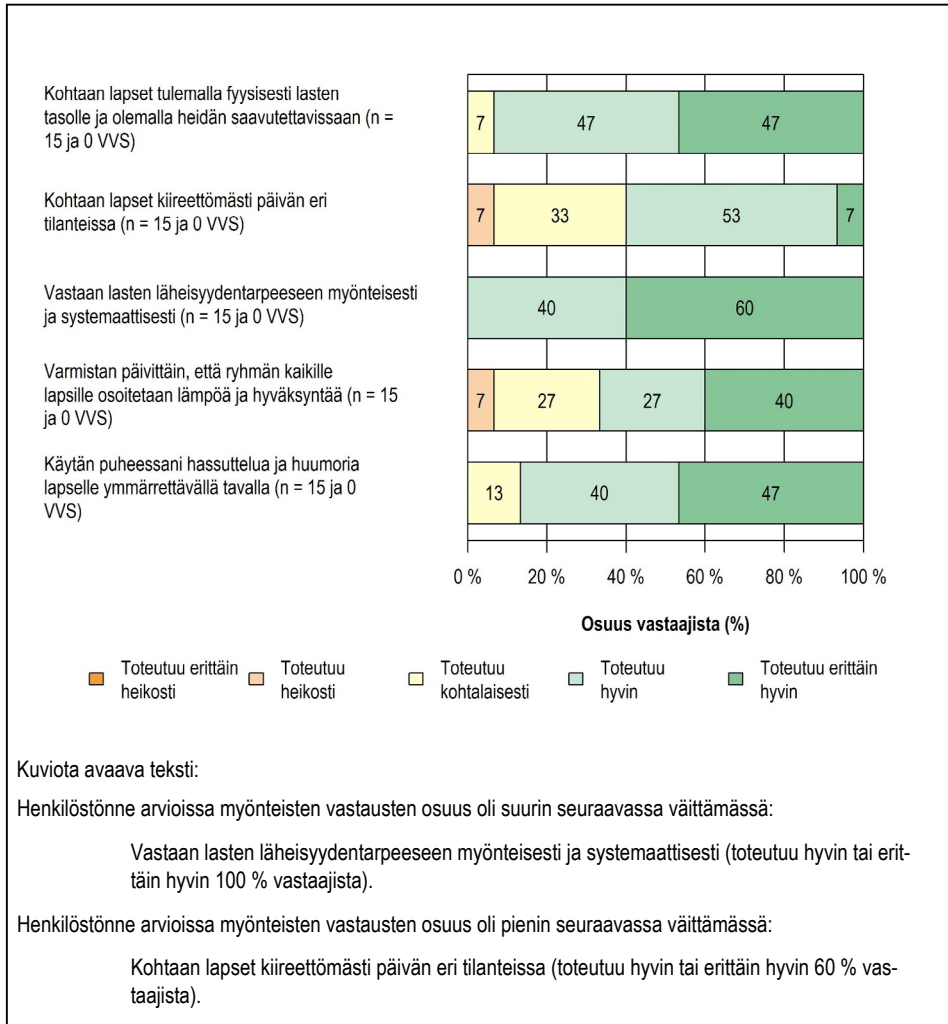 Kohtaan lapset tulemalla fyysisesti lasten
tasolle ja olemalla heidän saavutettavissaan (n =
15 ja 0 VVS)
7 47 47
Kohtaan lapset kiireettömästi päivän eri
tilanteissa (n = 15 ja 0 VVS)
7 33 53 7
Vastaan lasten läheisyydentarpeeseen myönteisesti
ja systemaattisesti (n = 15 ja 0 VVS)
40 60
Varmistan päivittäin, että ryhmän kaikille
lapsille osoitetaan lämpöä ja hyväksyntää (n = 15
ja 0 VVS)
7 27 27 40
Käytän puheessani hassuttelua ja huumoria
lapselle ymmärrettävällä tavalla (n = 15 ja 0
VVS)
13 40 47
0 % 20 % 40 % 60 % 80 % 100 %
Osuus vastaajista (%)
Toteutuu erittäin
heikosti
Toteutuu
heikosti
Toteutuu
kohtalaisesti
Toteutuu
hyvin
Toteutuu erittäin
hyvin
Kuviota avaava teksti:
Henkilöstönne arvioissa myönteisten vastausten osuus oli suurin seuraavassa väittämässä:
Vastaan lasten läheisyydentarpeeseen myönteisesti ja systemaattisesti (toteutuu hyvin tai erit-
täin hyvin 100 % vastaajista).
Henkilöstönne arvioissa myönteisten vastausten osuus oli pienin seuraavassa väittämässä:
Kohtaan lapset kiireettömästi päivän eri tilanteissa (toteutuu hyvin tai erittäin hyvin 60 % vas-
taajista).